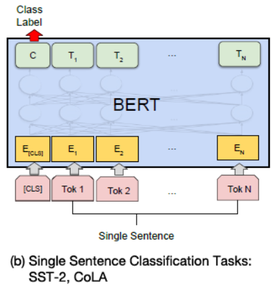 Class
Label
C T1 T2 ... TN
BERT
E[CLS] E1 E2 ... EN
[CLS] Tok 1 Tok 2 ... Tok N
Single Sentence
(b) Single Sentence Classification Tasks:
SST-2, CoLA